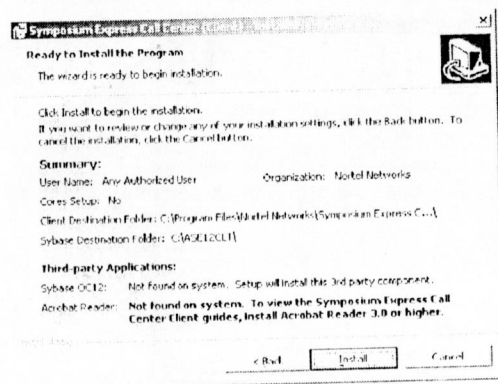 Symposium Express Call Center (Client)
Ready to Install the Program
The wizard is ready to begin installation.
Click Install to begin the installation.
If you want to review or change any of your installation settings, click the Back button. To
cancel the installation, click the Cancel button.
Summary:
User Name: Any Authorized User Organization: Nortel Networks
Cores Setup: No
Client Destination Folder: C:\Program Files\Nortel Networks\Symposium Express C...\
Sybase Destination Folder: C:\ASE12CLT\
Third-party Applications:
Sybase OC12: Not found on system. Setup will install this 3rd party component.
Acrobat Reader: Not found on system. To view the Symposium Express Call
Center Client guides, install Acrobat Reader 3.0 or higher.
< Back Install Cancel